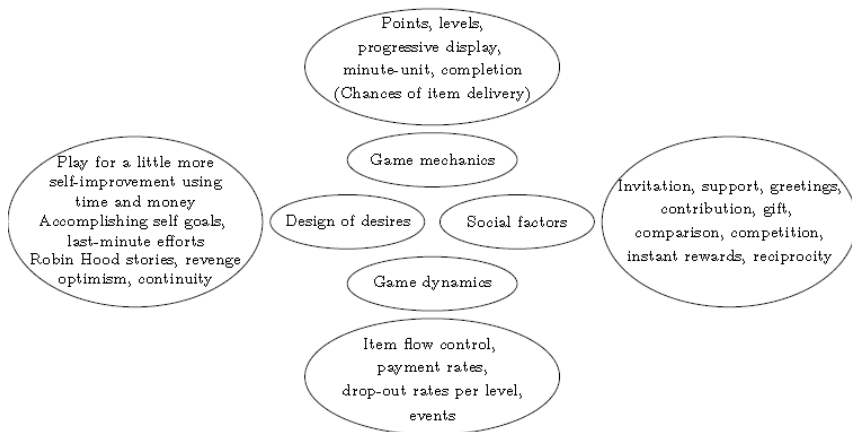 Points, levels,
progressive display,
minute-unit, completion
(Chances of item delivery)
Game mechanics
Play for a little more
self-improvement using
time and money
Accomplishing self goals,
last-minute efforts
Robin Hood stories, revenge
optimism, continuity
Design of desires
Social factors
Invitation, support, greetings,
contribution, gift,
comparison, competition,
instant rewards, reciprocity
Game dynamics
Item flow control,
payment rates,
drop-out rates per level,
events